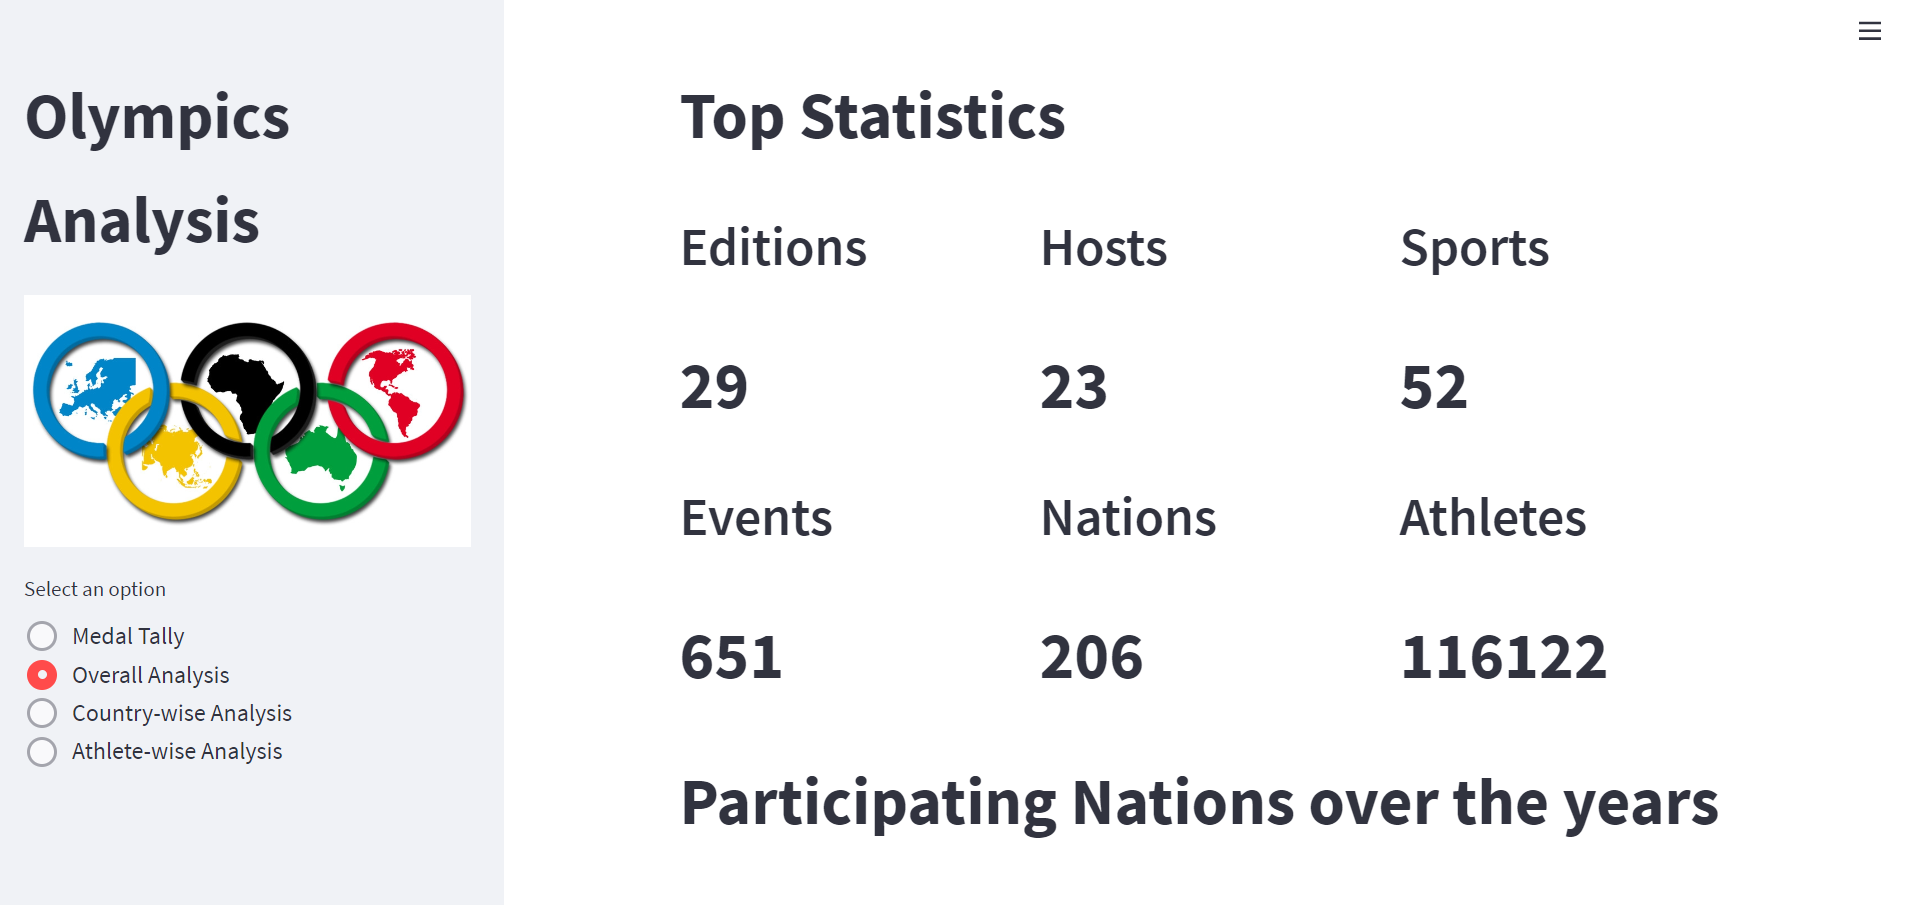 Olympics
Analysis
Select an option
Medal Tally
Overall Analysis
Country-wise Analysis
Athlete-wise Analysis
Top Statistics
Editions Hosts Sports
29 23 52
Events Nations Athletes
651 206 116122
Participating Nations over the years